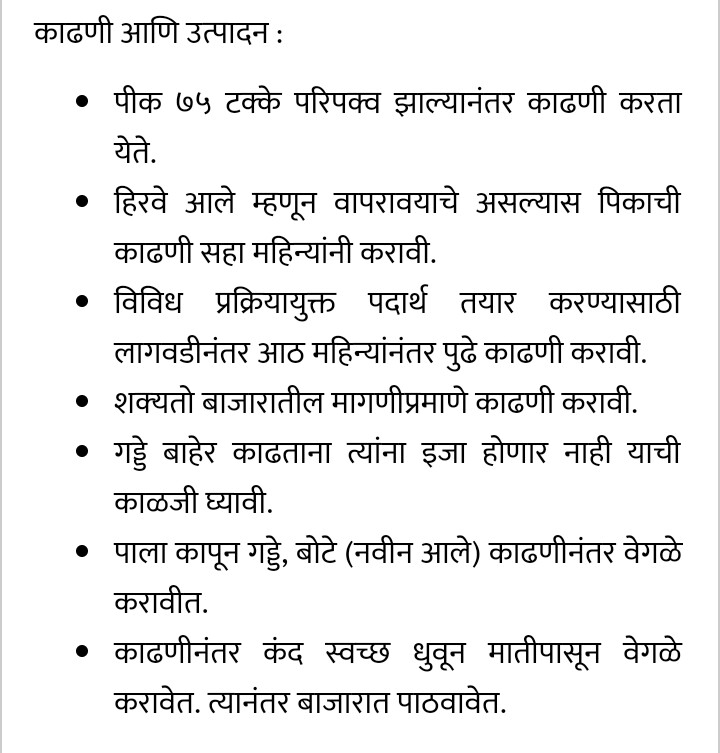 काढणी आणि उत्पादन :
• पीक ७५ टक्के परिपक्व झाल्यानंतर काढणी करता
येते.
• हिरवे आले म्हणून वापरावयाचे असल्यास पिकाची
काढणी सहा महिन्यांनी करावी.
• विविध प्रक्रियायुक्त पदार्थ तयार करण्यासाठी
लागवडीनंतर आठ महिन्यांनंतर पुढे काढणी करावी.
• शक्यतो बाजारातील मागणीप्रमाणे काढणी करावी.
• गड्डे बाहेर काढताना त्यांना इजा होणार नाही याची
काळजी घ्यावी.
• पाला कापून गड्डे, बोटे (नवीन आले) काढणीनंतर वेगळे
करावीत.
• काढणीनंतर कंद स्वच्छ धुवून मातीपासून वेगळे
करावेत. त्यानंतर बाजारात पाठवावेत.